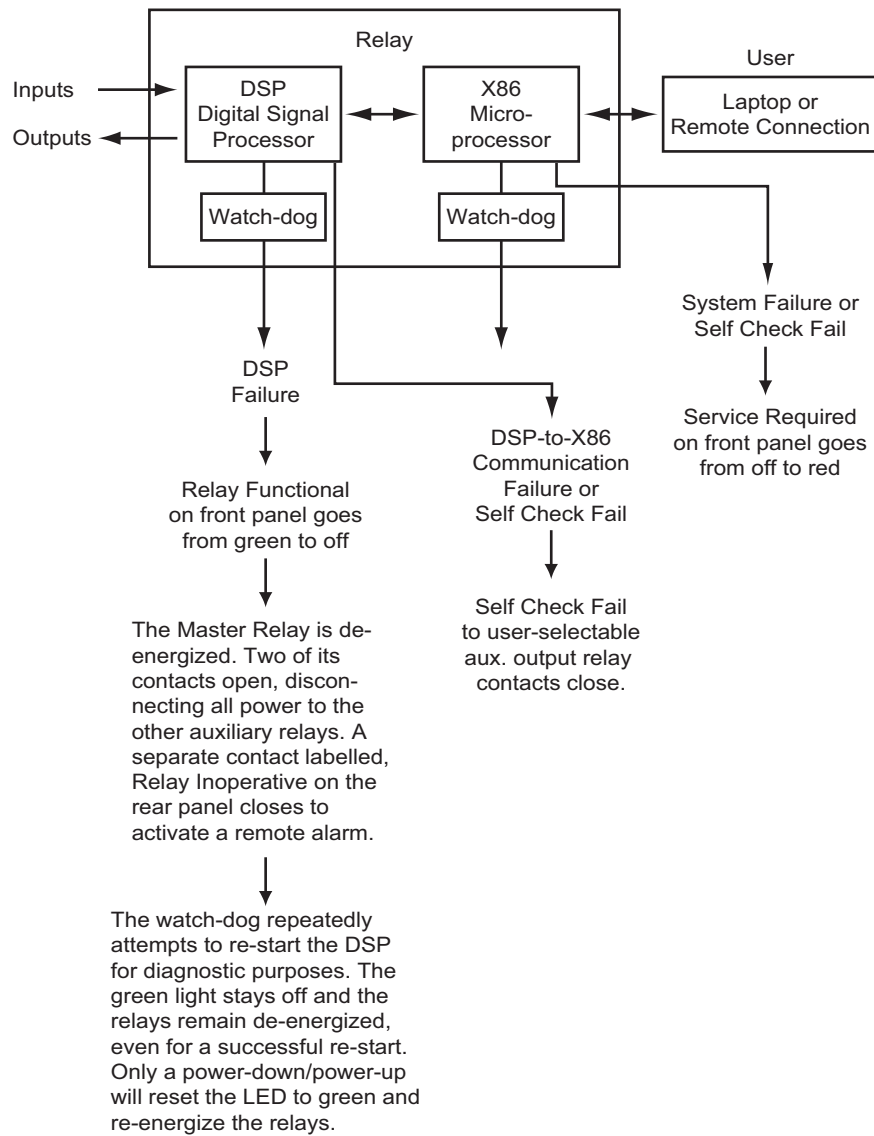 Relay
User
Inputs
Outputs
DSP
Digital Signal
Processor
X86
Micro-
processor
Laptop or
Remote Connection
Watch-dog
Watch-dog
System Failure or
Self Check Fail
Service Required
on front panel goes
from off to red
DSP
Failure
DSP-to-X86
Communication
Failure or
Self Check Fail
Relay Functional
on front panel goes
from green to off
Self Check Fail
to user-selectable
aux. output relay
contacts close.
The Master Relay is de-
energized. Two of its
contacts open, discon-
necting all power to the
other auxiliary relays. A
separate contact labelled,
Relay Inoperative on the
rear panel closes to
activate a remote alarm.
The watch-dog repeatedly
attempts to re-start the DSP
for diagnostic purposes. The
green light stays off and the
relays remain de-energized,
even for a successful re-start.
Only a power-down/power-up
will reset the LED to green and
re-energize the relays.